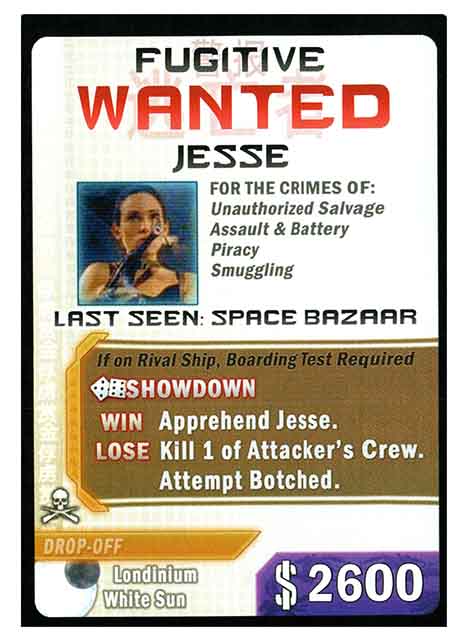 FUGITIVE
WANTED
JESSE
FOR THE CRIMES OF:
Unauthorized Salvage
Assault & Battery
Piracy
Smuggling
LAST SEEN: SPACE BAZAAR
If on Rival Ship, Boarding Test Required
SHOWDOWN
WIN Apprehend Jesse.
LOSE Kill 1 of Attacker's Crew.
Attempt Botched.
DROP-OFF
Londinium
White Sun
$2600